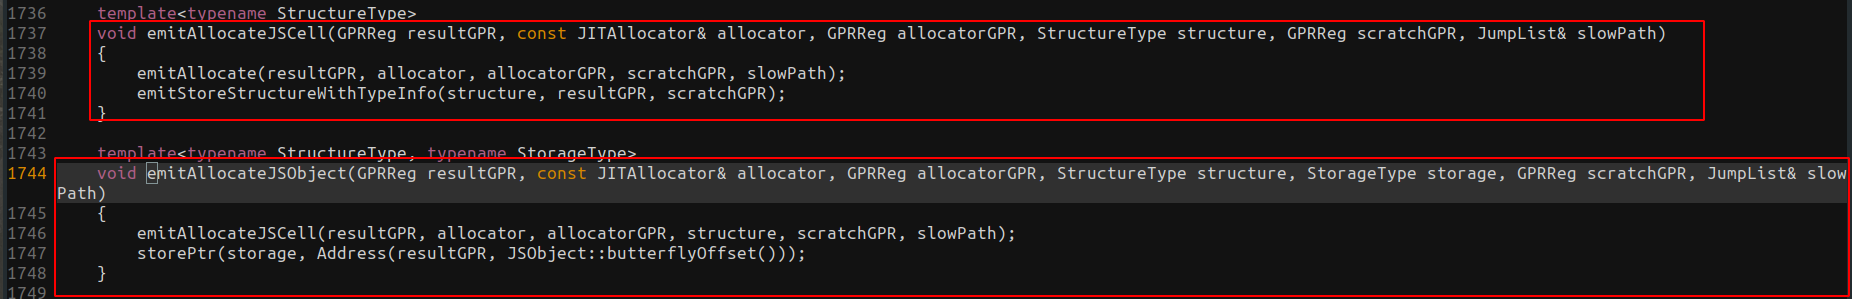 1736    template<typename StructureType>
1737    void emitAllocateJSCell(GPRReg resultGPR, const JITAllocator& allocator, GPRReg allocatorGPR, StructureType structure, GPRReg scratchGPR, JumpList& slowPath)
1738    {
1739        emitAllocate(resultGPR, allocator, allocatorGPR, scratchGPR, slowPath);
1740        emitStoreStructureWithTypeInfo(structure, resultGPR, scratchGPR);
1741    }
1742
1743    template<typename StructureType, typename StorageType>
1744    void emitAllocateJSObject(GPRReg resultGPR, const JITAllocator& allocator, GPRReg allocatorGPR, StructureType structure, StorageType storage, GPRReg scratchGPR, JumpList& slow
Path)
1745    {
1746        emitAllocateJSCell(resultGPR, allocator, allocatorGPR, structure, scratchGPR, slowPath);
1747        storePtr(storage, Address(resultGPR, JSObject::butterflyOffset()));
1748    }
1749